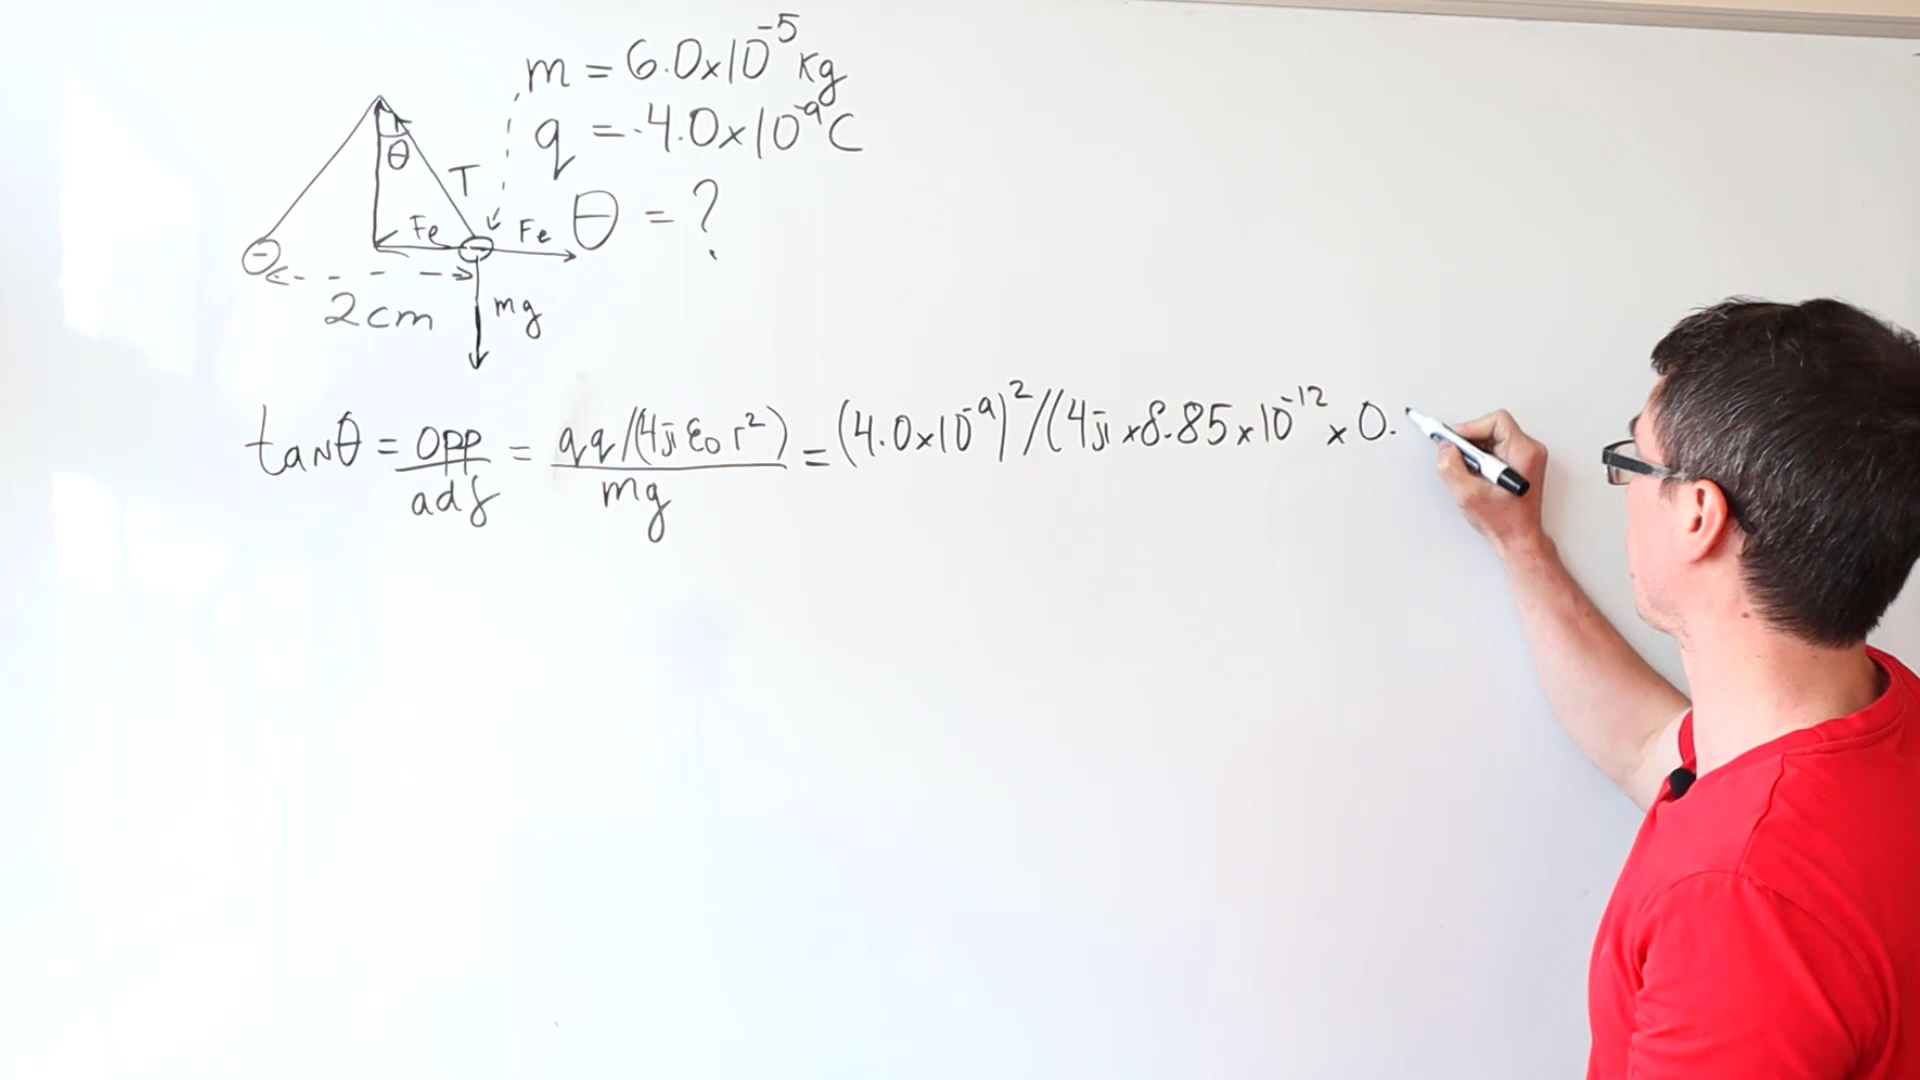 m = 6.0×10⁻⁵ kg
q = -4.0×10⁻⁹ C
θ = ?
θ
T
Fe
Fe
-
-
2cm
mg
tanθ = opp/adj = qq/(4πε₀r²)/mg = (4.0×10⁻⁹)²/(4π×8.85×10⁻¹²×0.